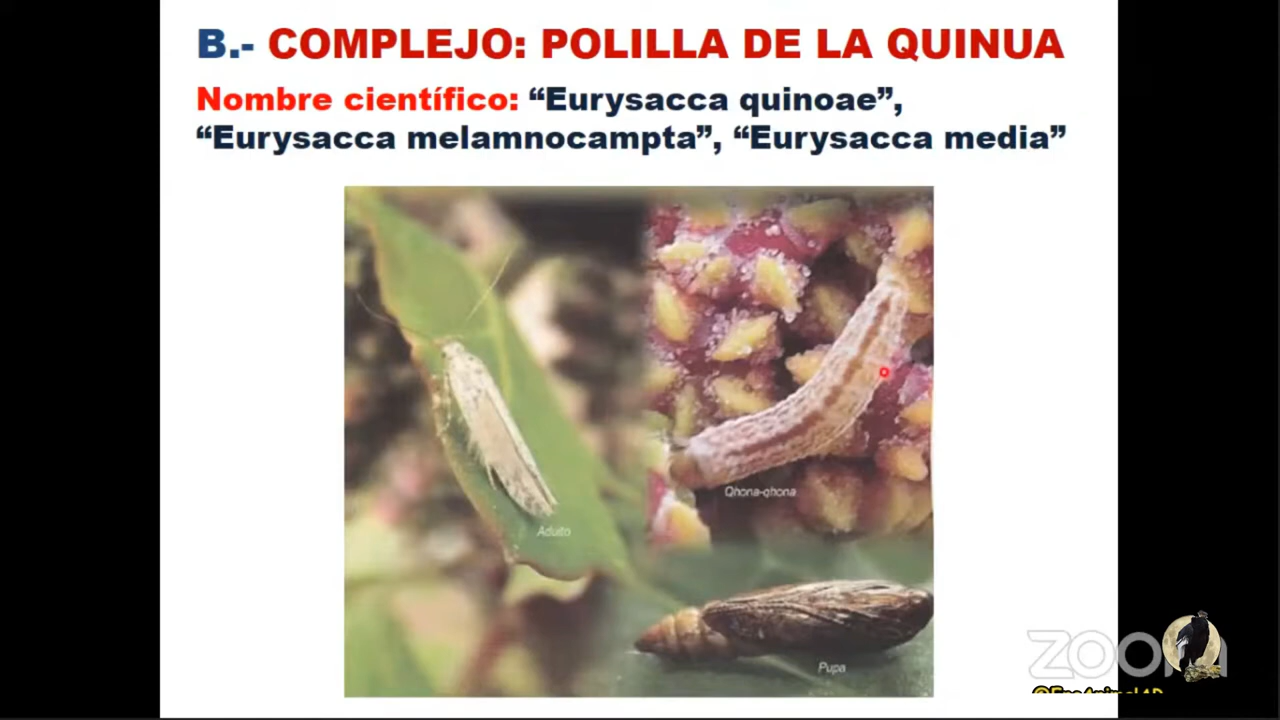 B.- COMPLEJO: POLILLA DE LA QUINUA
Nombre científico: “Eurysacca quinoae”,
“Eurysacca melamnocampta”, “Eurysacca media”
Qhona-qhona
Adulto
Pupa
zoom